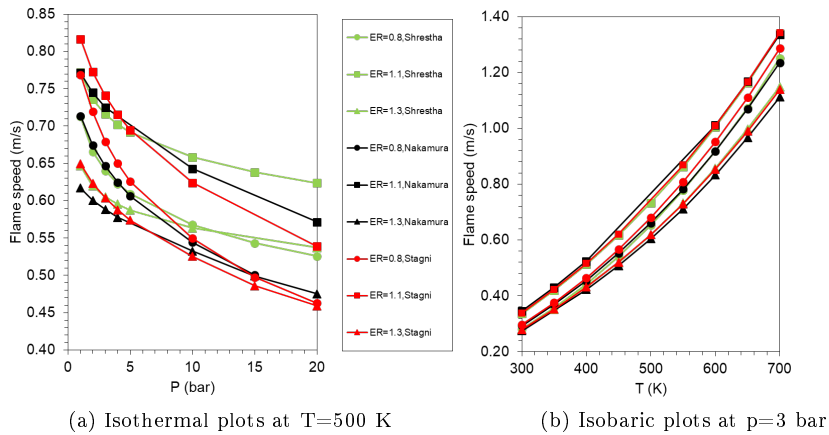 0.85
0.80
0.75
0.70
0.65
0.60
0.55
0.50
0.45
0.40
Flame speed (m/s)
0
5
10
15
20
P (bar)
ER=0.8,Shrestha
ER=1.1,Shrestha
ER=1.3,Shrestha
ER=0.8,Nakamura
ER=1.1,Nakamura
ER=1.3,Nakamura
ER=0.8,Stagni
ER=1.1,Stagni
ER=1.3,Stagni
1.40
1.20
1.00
0.80
0.60
0.40
0.20
Flame speed (m/s)
300
400
500
600
700
T (K)
(a) Isothermal plots at T=500 K
(b) Isobaric plots at p=3 bar